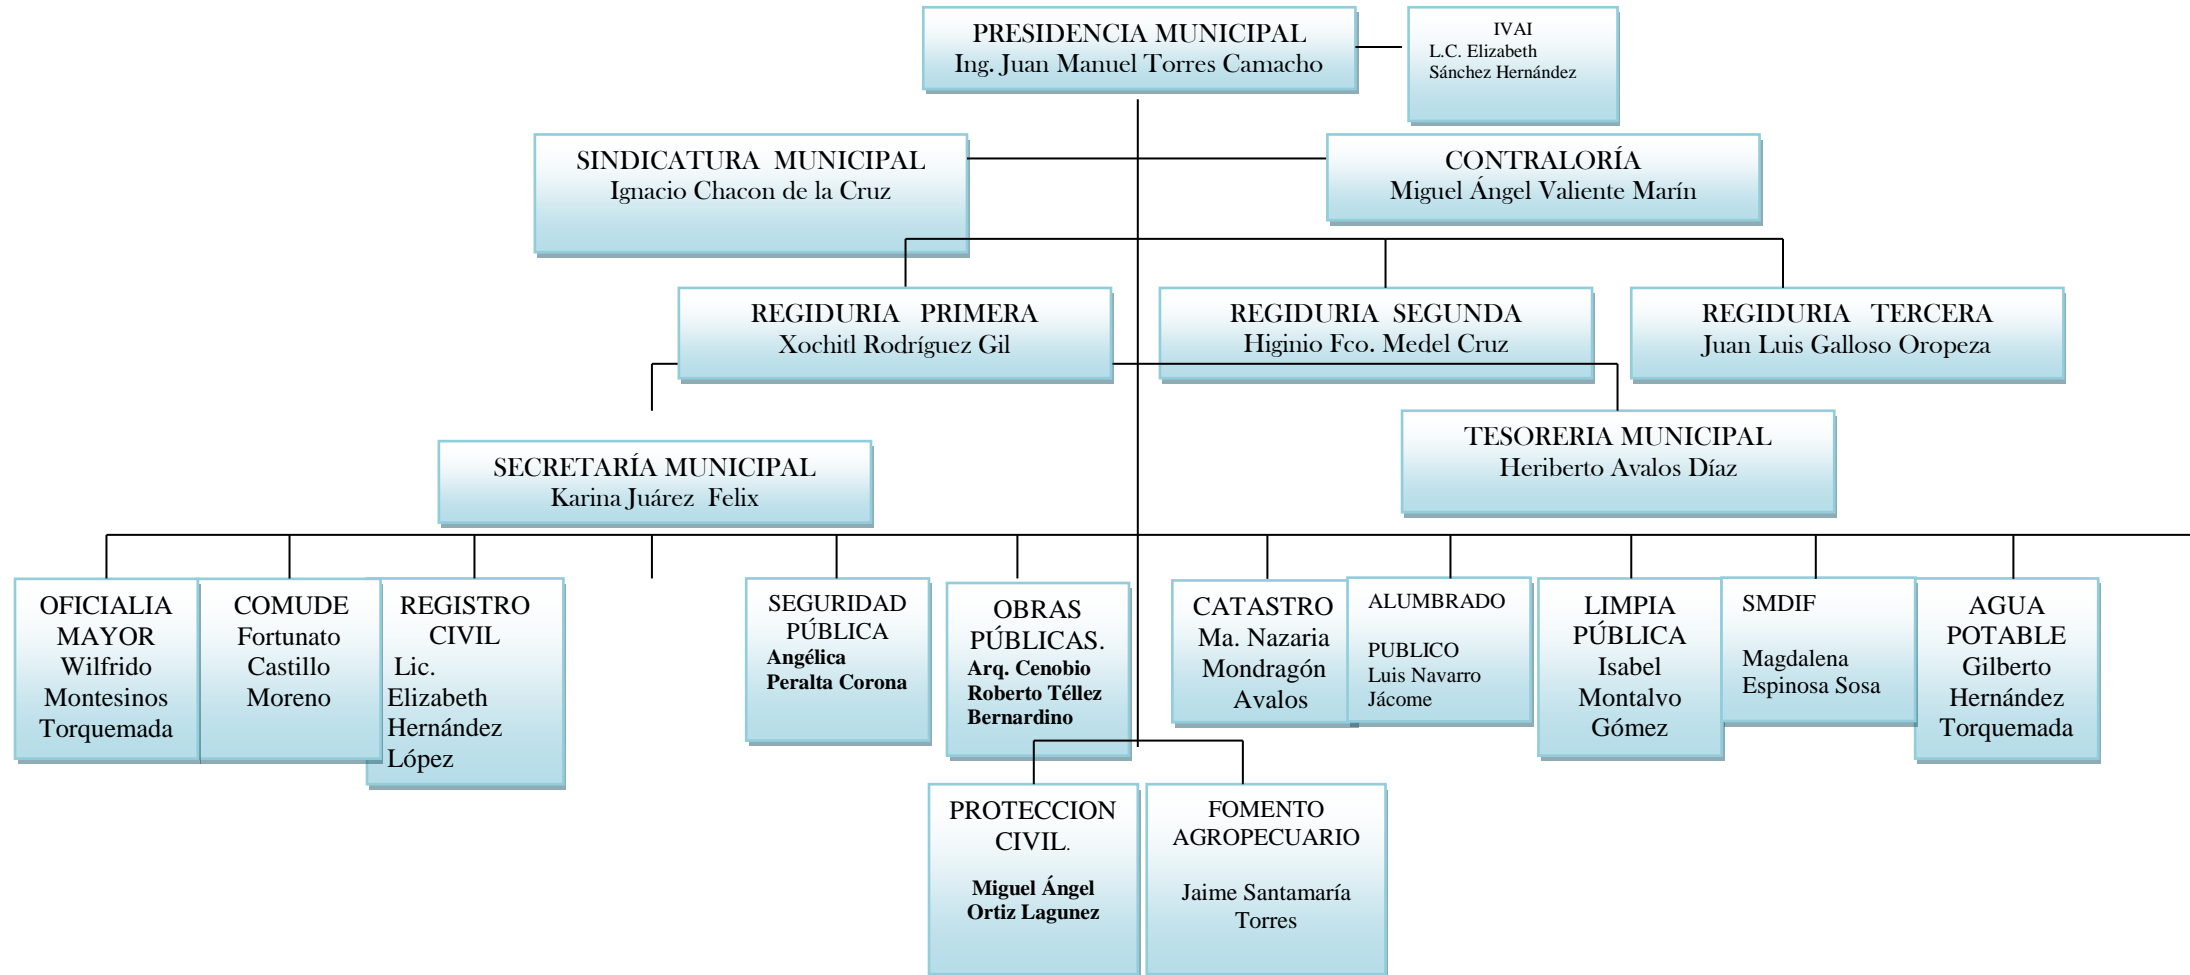 PRESIDENCIA MUNICIPAL
Ing. Juan Manuel Torres Camacho
IVAI
L.C. Elizabeth
Sánchez Hernández
SINDICATURA MUNICIPAL
Ignacio Chacon de la Cruz
CONTRALORÍA
Miguel Ángel Valiente Marín
REGIDURIA PRIMERA
Xochitl Rodríguez Gil
REGIDURIA SEGUNDA
Higinio Fco. Medel Cruz
REGIDURIA TERCERA
Juan Luis Galloso Oropeza
SECRETARÍA MUNICIPAL
Karina Juárez Felix
TESORERIA MUNICIPAL
Heriberto Avalos Díaz
OFICIALIA
MAYOR
Wilfrido
Montesinos
Torquemada
COMUDE
Fortunato
Castillo
Moreno
REGISTRO
CIVIL
Lic.
Elizabeth
Hernández
López
SEGURIDAD
PÚBLICA
Angélica
Peralta Corona
OBRAS
PÚBLICAS.
Arq. Cenobio
Roberto Téllez
Bernardino
CATASTRO
Ma. Nazaria
Mondragón
Avalos
ALUMBRADO
PUBLICO
Luis Navarro
Jácome
LIMPIA
PÚBLICA
Isabel
Montalvo
Gómez
SMDIF
Magdalena
Espinosa Sosa
AGUA
POTABLE
Gilberto
Hernández
Torquemada
PROTECCION
CIVIL.
Miguel Ángel
Ortiz Lagunez
FOMENTO
AGROPECUARIO
Jaime Santamaría
Torres